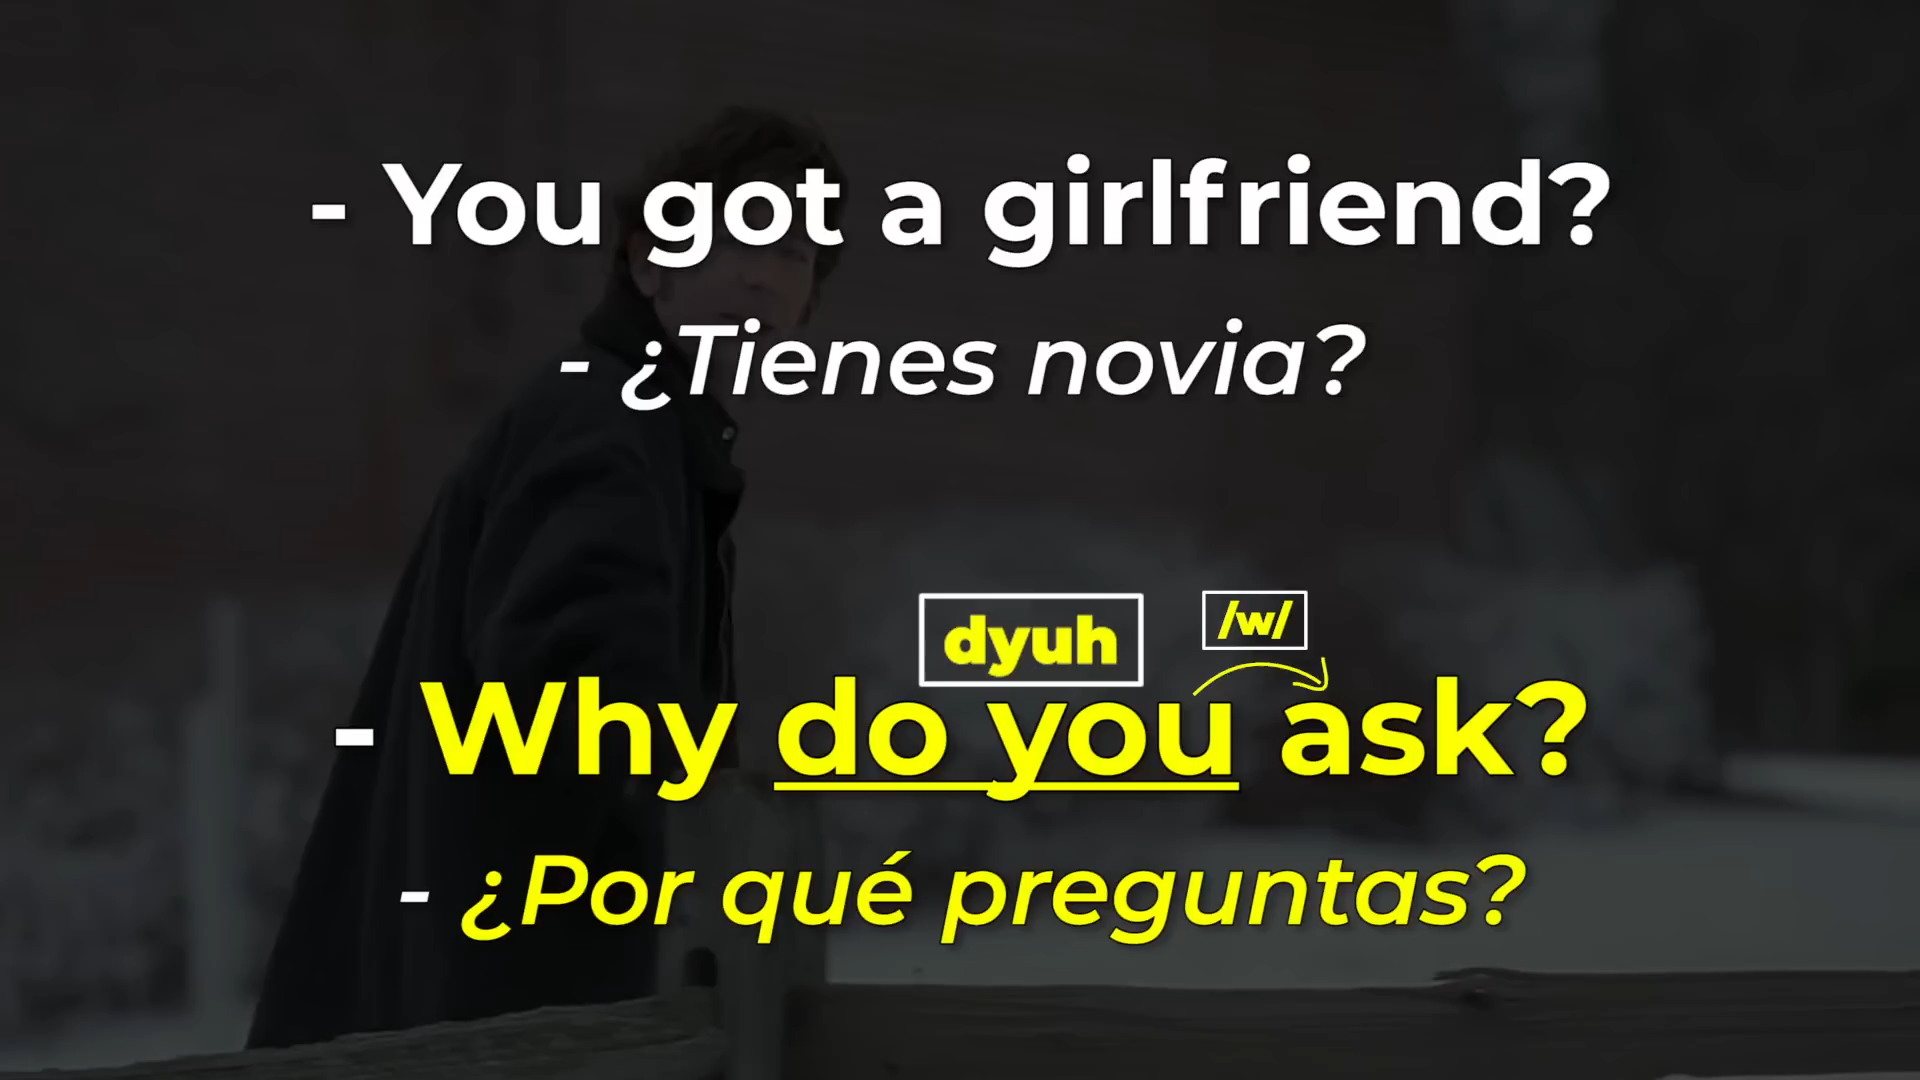 - You got a girlfriend?
- ¿Tienes novia?
dyuh /w/
- Why do you ask?
- ¿Por qué preguntas?